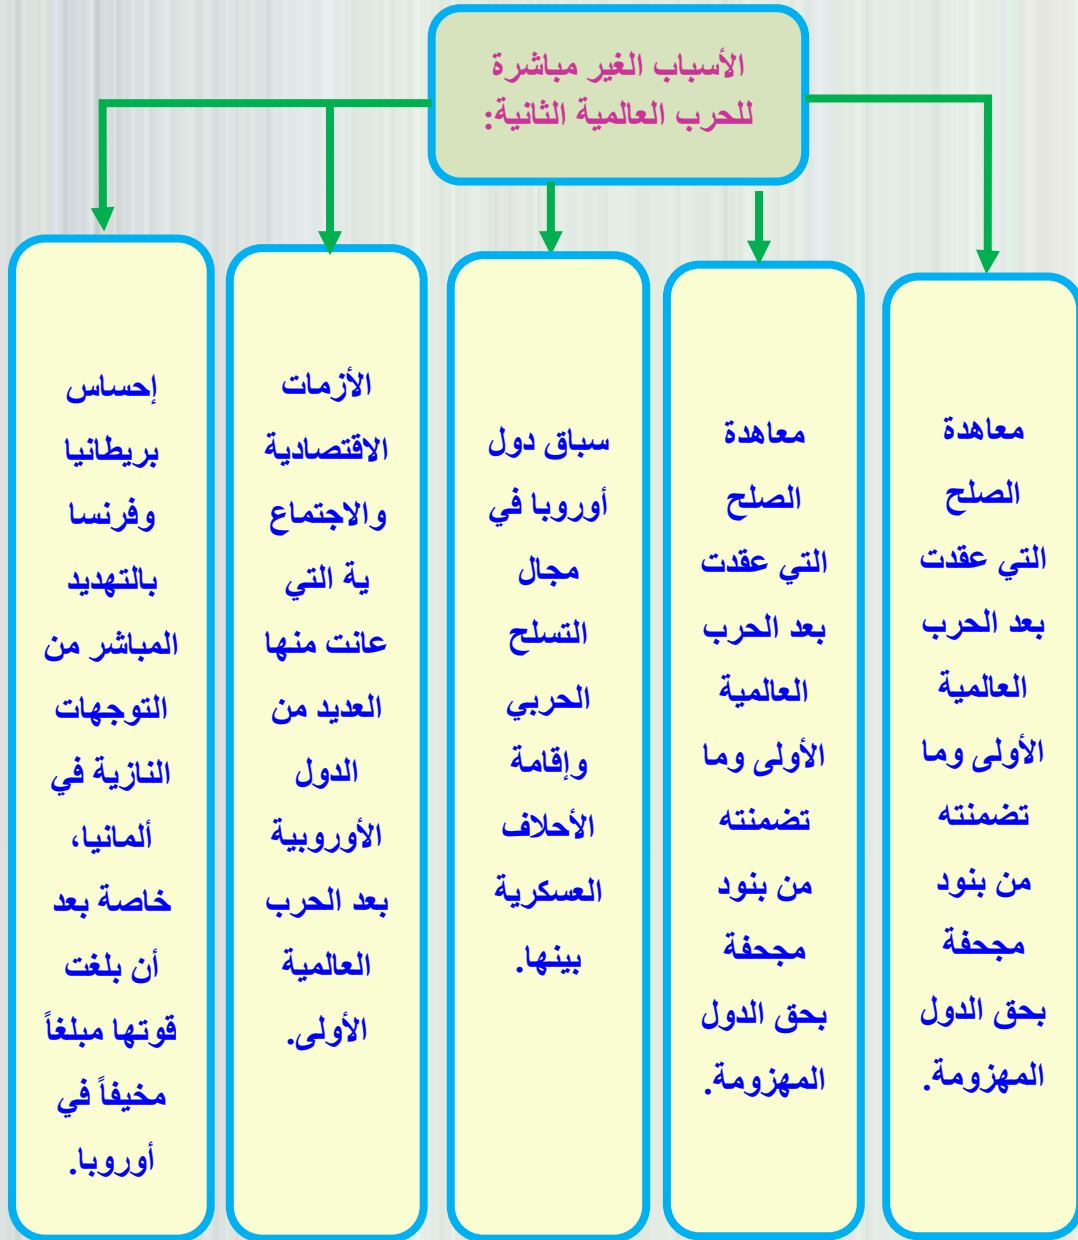 الأسباب الغير مباشرة
للحرب العالمية الثانية:
معاهدة
الصلح
التي عقدت
بعد الحرب
العالمية
الأولى وما
تضمنته
من بنود
مجحفة
بحق الدول
المهزومة.
معاهدة
الصلح
التي عقدت
بعد الحرب
العالمية
الأولى وما
تضمنته
من بنود
مجحفة
بحق الدول
المهزومة.
سباق دول
أوروبا في
مجال
التسلح
الحربي
وإقامة
الأحلاف
العسكرية
بينها.
الأزمات
الاقتصادية
والاجتماع
ية التي
عانت منها
العديد من
الدول
الأوروبية
بعد الحرب
العالمية
الأولى.
إحساس
بريطانيا
وفرنسا
بالتهديد
المباشر من
التوجهات
النازية في
ألمانيا،
خاصة بعد
أن بلغت
قوتها مبلغاً
مخيفاً في
أوروبا.